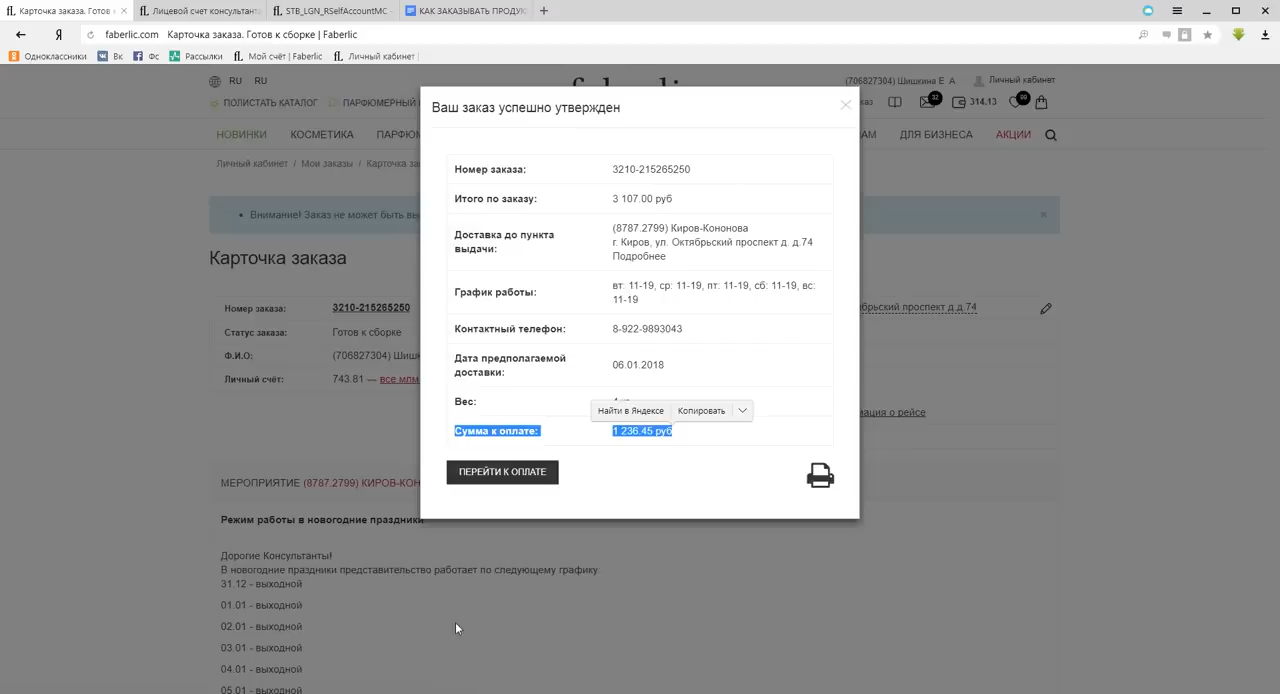 Карточка заказа. Готов к
Лицевой счет консультанта
STB_LGN_RSelfAccountMC
КАК ЗАКАЗЫВАТЬ ПРОДУК
Я
faberlic.com Карточка заказа. Готов к сборке | Faberlic
Одноклассники
Вк
Фс
Рассылки
Мой счёт | Faberlic
Личный кабинет
RU RU
(706827304) Шишкина Е А
Личный кабинет
ПОЛИСТАТЬ КАТАЛОГ
ПАРФЮМЕРНЫЙ
каз
32
314.13
99
НОВИНКИ
КОСМЕТИКА
ПАРФЮМ
АМ
ДЛЯ БИЗНЕСА
АКЦИИ
Личный кабинет / Мои заказы / Карточка за
Внимание! Заказ не может быть вы
Карточка заказа
Номер заказа: 3210-215265250
брьский проспект д.д.74
Статус заказа: Готов к сборке
Ф.И.О: (706827304) Шишк
Личный счёт: 743.81 — все млм
мация о рейсе
МЕРОПРИЯТИЕ (8787.2799) КИРОВ-КОН
Режим работы в новогодние праздники
Дорогие Консультанты!
В новогодние праздники представительство работает по следующему графику:
31.12 - выходной
01.01 - выходной
02.01 - выходной
03.01 - выходной
04.01 - выходной
05.01 - выходной
Ваш заказ успешно утвержден
Номер заказа: 3210-215265250
Итого по заказу: 3 107.00 руб
Доставка до пункта выдачи:
(8787.2799) Киров-Кононова
г. Киров, ул. Октябрьский проспект д. д.74
Подробнее
График работы:
вт: 11-19, ср: 11-19, пт: 11-19, сб: 11-19, вс:
11-19
Контактный телефон: 8-922-9893043
Дата предполагаемой
доставки:
06.01.2018
Вес:
Найти в Яндексе
Копировать
Сумма к оплате: 1 236.45 руб
ПЕРЕЙТИ К ОПЛАТЕ